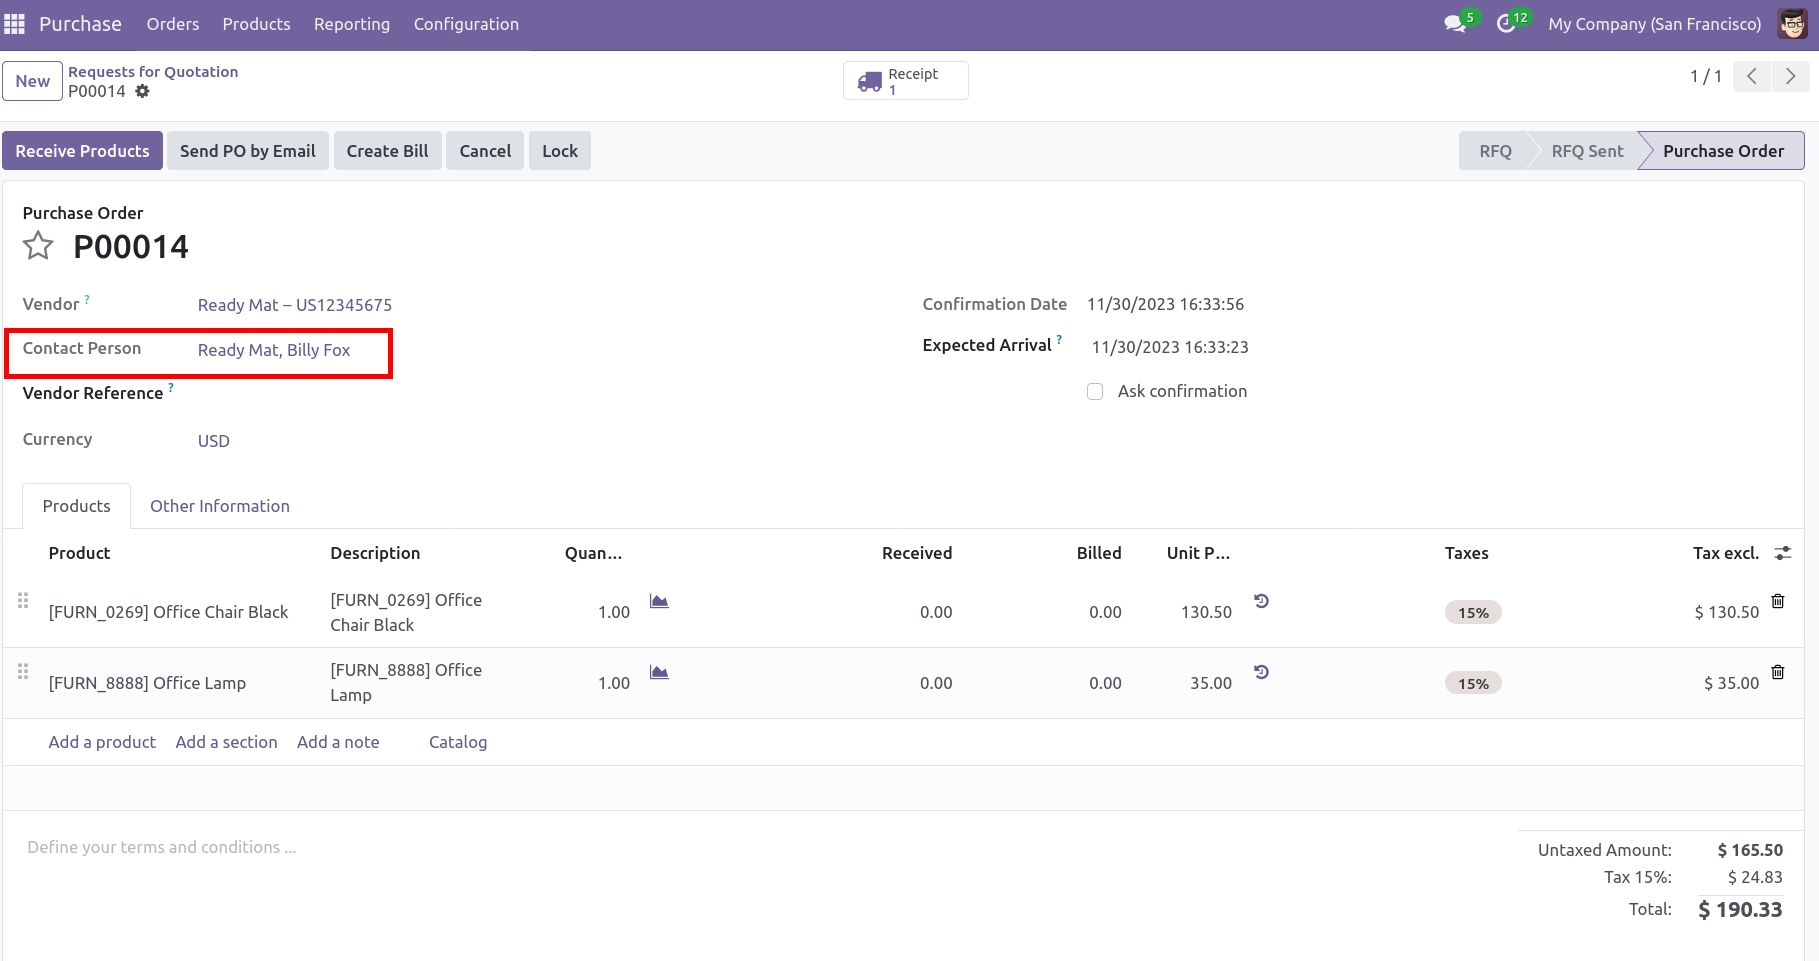 Purchase Orders Products Reporting Configuration 5 12 My Company (San Francisco)
New Requests for Quotation
P00014
Receipt
1
1 / 1
Receive Products Send PO by Email Create Bill Cancel Lock RFQ RFQ Sent Purchase Order
Purchase Order
P00014
Vendor ? Ready Mat – US12345675 Confirmation Date 11/30/2023 16:33:56
Contact Person Ready Mat, Billy Fox Expected Arrival ? 11/30/2023 16:33:23
Vendor Reference ? Ask confirmation
Currency USD
Products Other Information
Product Description Quan... Received Billed Unit P... Taxes Tax excl.
[FURN_0269] Office Chair Black [FURN_0269] Office 1.00 0.00 0.00 130.50 15% $ 130.50
Chair Black
[FURN_8888] Office Lamp [FURN_8888] Office 1.00 0.00 0.00 35.00 15% $ 35.00
Lamp
Add a product Add a section Add a note Catalog
Define your terms and conditions ...
Untaxed Amount: $ 165.50
Tax 15%: $ 24.83
Total: $ 190.33